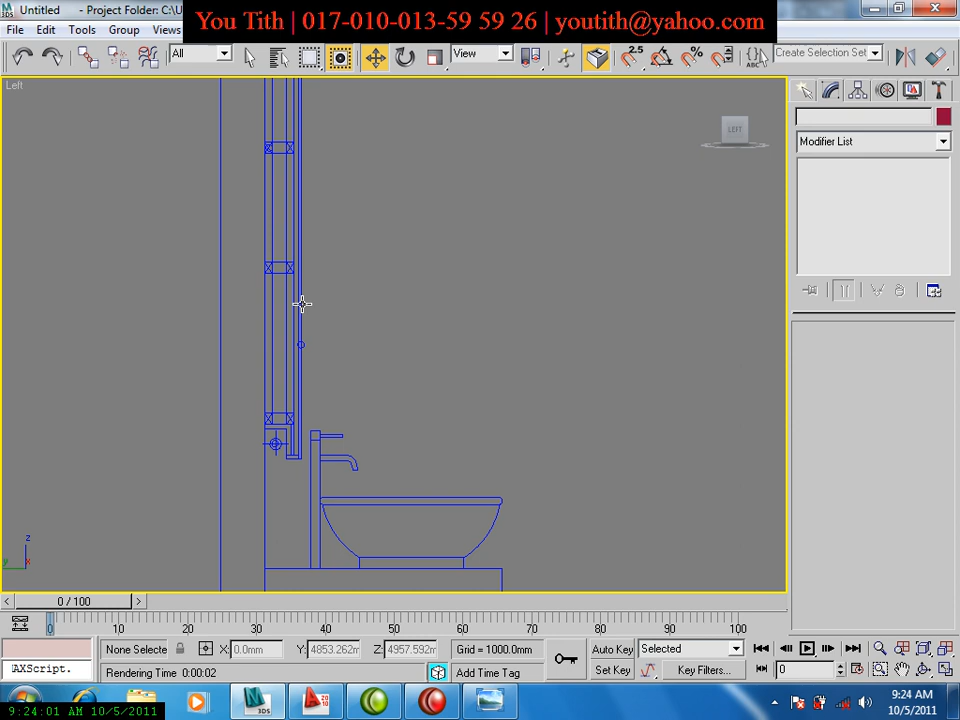 Untitled - Project Folder: C:\U
You Tith | 017-010-013-59 59 26 | youtith@yahoo.com
File Edit Tools Group Views
All
View
2.5
Create Selection Set
Left
LEFT
Modifier List
z
y
x
0 / 100
0 10 20 30 40 50 60 70 80 90 100
None Selecte X: 0.0mm Y: 4853.262m Z: 4957.592m Grid = 1000.0mm Auto Key Selected
AXScript. Rendering Time: 0:00:02 Add Time Tag Set Key Key Filters... 0
9:24 AM
10/5/2011
9:24:01 AM 10/5/2011